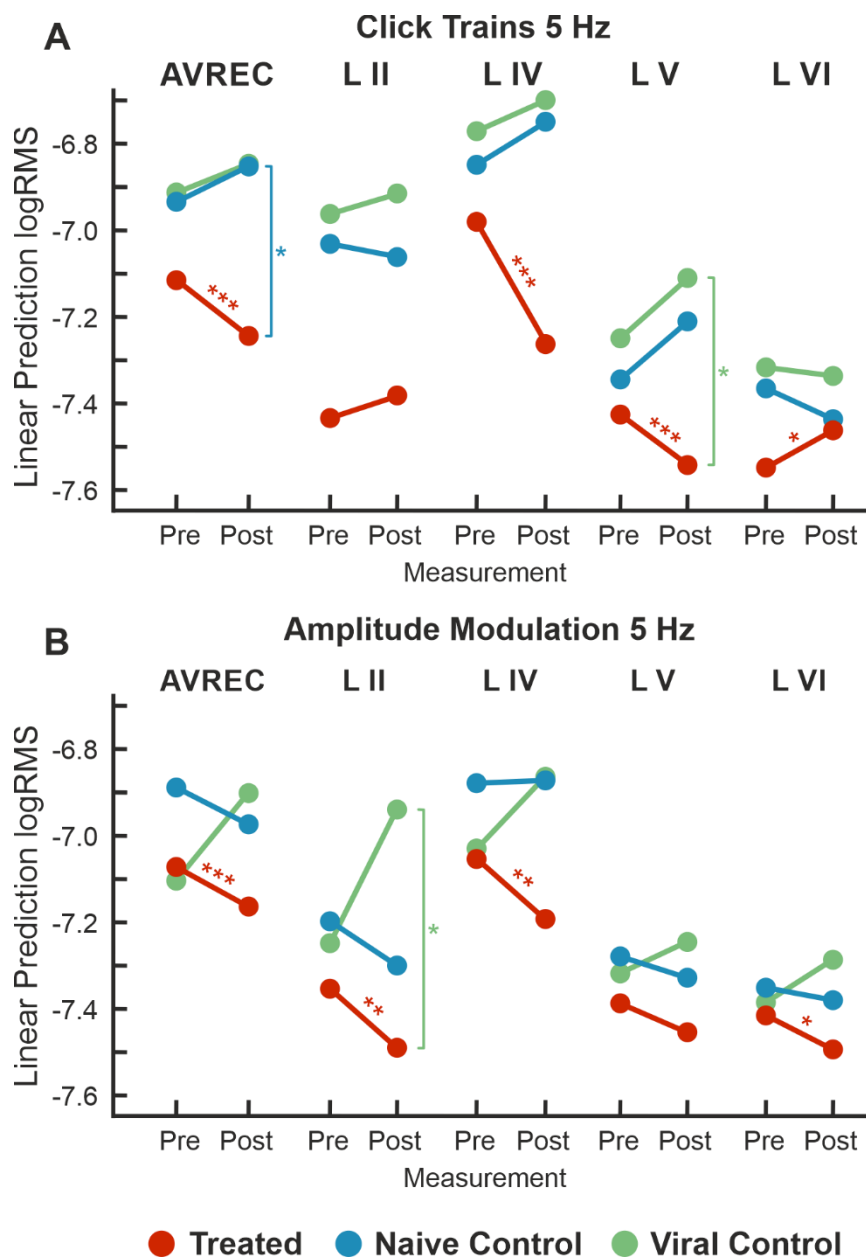 A
Click Trains 5 Hz
AVREC L II L IV L V L VI
Linear Prediction logRMS
-6.8
-7.0
-7.2
-7.4
-7.6
***
*
***
***
*
*
Pre Post Pre Post Pre Post Pre Post Pre Post
Measurement
B
Amplitude Modulation 5 Hz
AVREC L II L IV L V L VI
Linear Prediction logRMS
-6.8
-7.0
-7.2
-7.4
-7.6
***
**
*
**
*
Pre Post Pre Post Pre Post Pre Post Pre Post
Measurement
Treated Naive Control Viral Control